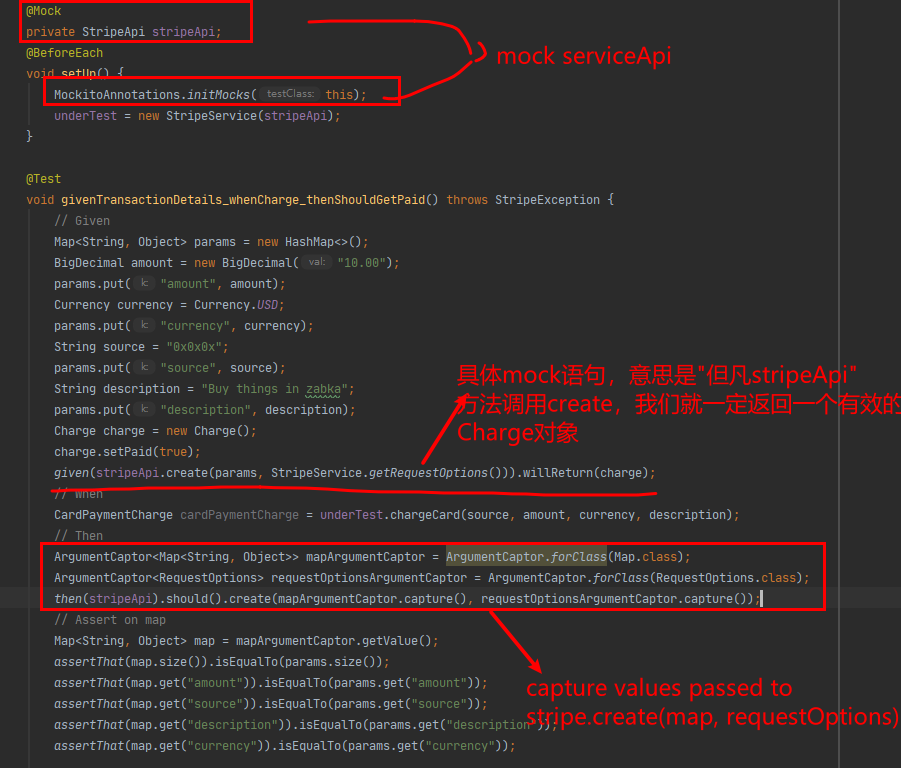 @Mock
private StripeApi stripeApi;
mock serviceApi
@BeforeEach
void setUp() {
MockitoAnnotations.initMocks( testClass: this);
underTest = new StripeService(stripeApi);
}
@Test
void givenTransactionDetails_whenCharge_thenShouldGetPaid() throws StripeException {
// Given
Map<String, Object> params = new HashMap<>();
BigDecimal amount = new BigDecimal( val: "10.00");
params.put( k: "amount", amount);
Currency currency = Currency.USD;
params.put( k: "currency", currency);
String source = "0x0x0x";
params.put( k: "source", source);
String description = "Buy things in zabka";
params.put( k: "description", description);
Charge charge = new Charge();
charge.setPaid(true);
具体mock语句，意思是"但凡stripeApi"
方法调用create，我们就一定返回一个有效的
Charge对象
given(stripeApi.create(params, StripeService.getRequestOptions())).willReturn(charge);
// When
CardPaymentCharge cardPaymentCharge = underTest.chargeCard(source, amount, currency, description);
// Then
ArgumentCaptor<Map<String, Object>> mapArgumentCaptor = ArgumentCaptor.forClass(Map.class);
ArgumentCaptor<RequestOptions> requestOptionsArgumentCaptor = ArgumentCaptor.forClass(RequestOptions.class);
then(stripeApi).should().create(mapArgumentCaptor.capture(), requestOptionsArgumentCaptor.capture());
// Assert on map
Map<String, Object> map = mapArgumentCaptor.getValue();
assertThat(map.size()).isEqualTo(params.size());
assertThat(map.get("amount")).isEqualTo(params.get("amount"));
assertThat(map.get("source")).isEqualTo(params.get("source"));
assertThat(map.get("description")).isEqualTo(params.get("description"));
assertThat(map.get("currency")).isEqualTo(params.get("currency"));
capture values passed to
stripe.create(map, requestOptions)